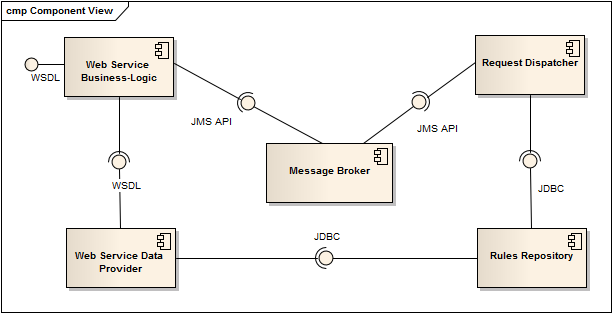 cmp Component View
Web Service
Business-Logic
Request Dispatcher
WSDL
JMS API
JMS API
Message Broker
WSDL
JDBC
JDBC
Web Service Data
Provider
Rules Repository